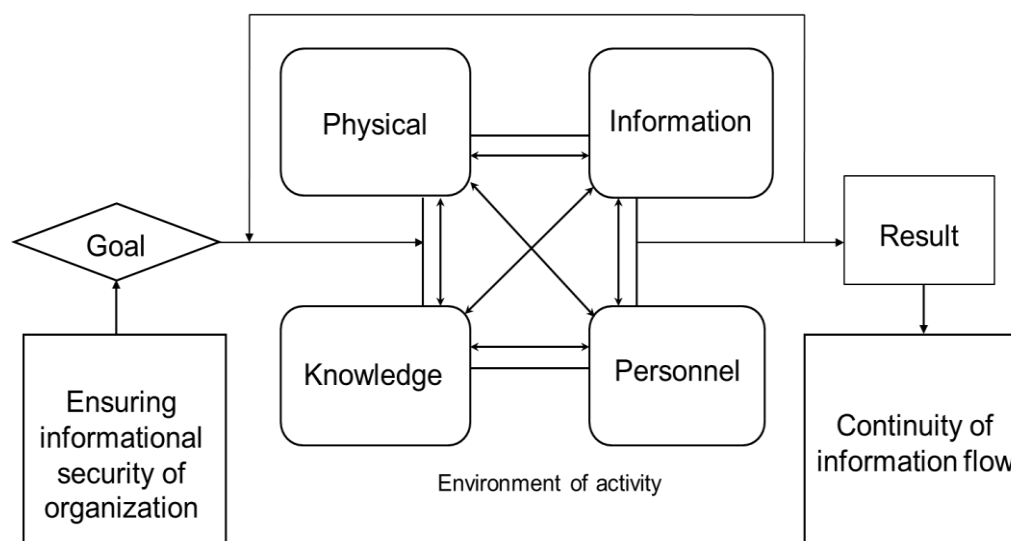 Physical
Information
Goal
Result
Knowledge
Personnel
Ensuring
informational
security of
organization
Continuity of
information flow
Environment of activity